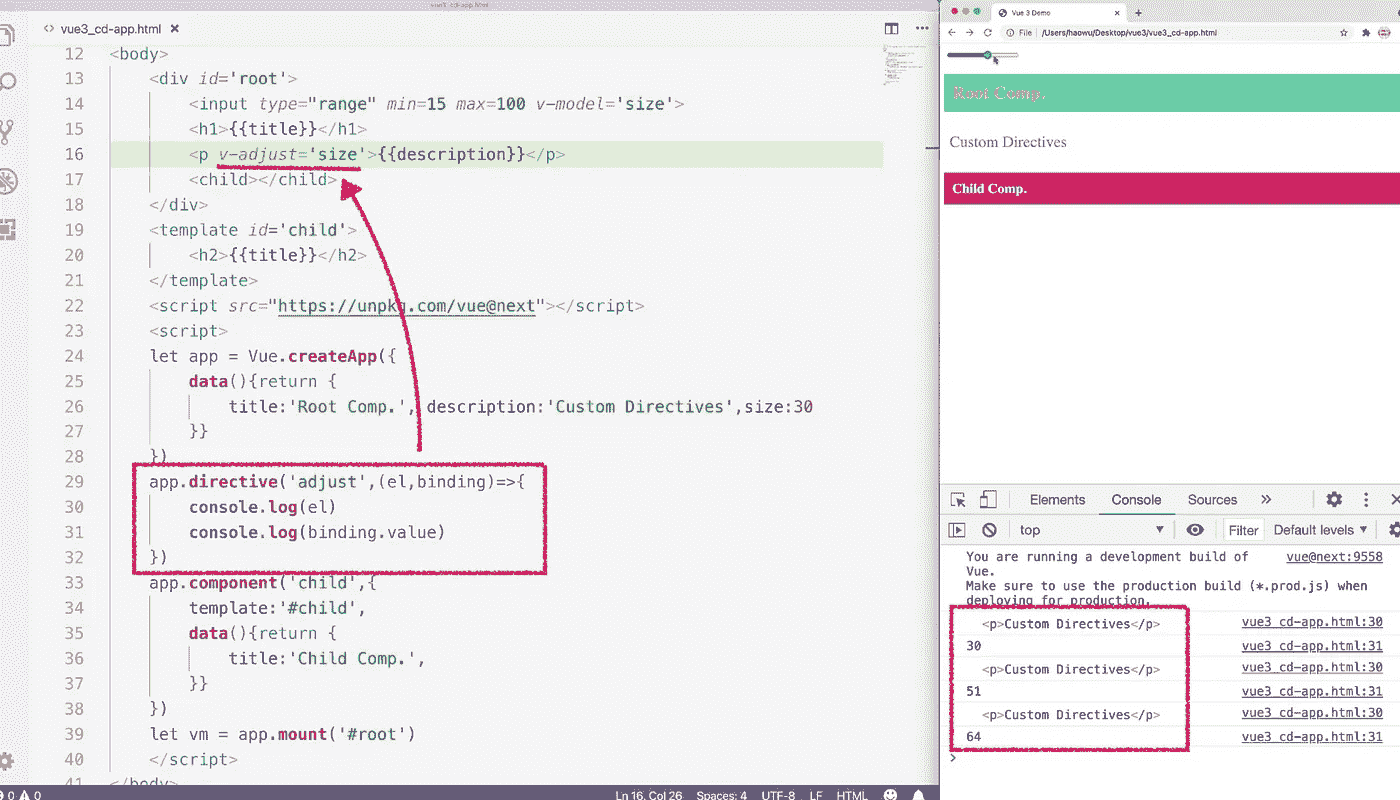 vue3_cd-app.html
<> vue3_cd-app.html ×
12 <body>
13 <div id='root'>
14 <input type="range" min=15 max=100 v-model='size'>
15 <h1>{{title}}</h1>
16 <p v-adjust='size'>{{description}}</p>
17 <child></child>
18 </div>
19 <template id='child'>
20 <h2>{{title}}</h2>
21 </template>
22 <script src="https://unpkg.com/vue@next"></script>
23 <script>
24 let app = Vue.createApp({
25 data(){return {
26 title:'Root Comp.', description:'Custom Directives',size:30
27 }}
28 })
29 app.directive('adjust',(el,binding)=>{
30 console.log(el)
31 console.log(binding.value)
32 })
33 app.component('child',{
34 template:'#child',
35 data(){return {
36 title:'Child Comp.',
37 }}
38 })
39 let vm = app.mount('#root')
40 </script>
41 </body>
0 0 Ln 16, Col 26 Spaces: 4 UTF-8 LF HTML
Vue 3 Demo
File /Users/haowu/Desktop/vue3/vue3_cd-app.html
Root Comp.
Custom Directives
Child Comp.
Elements Console Sources »
top Filter Default levels ▼
You are running a development build of vue@next:9558
Vue.
Make sure to use the production build (*.prod.js) when
deploying for production.
<p>Custom Directives</p> vue3_cd-app.html:30
30 vue3_cd-app.html:31
<p>Custom Directives</p> vue3_cd-app.html:30
51 vue3_cd-app.html:31
<p>Custom Directives</p> vue3_cd-app.html:30
64 vue3_cd-app.html:31
>